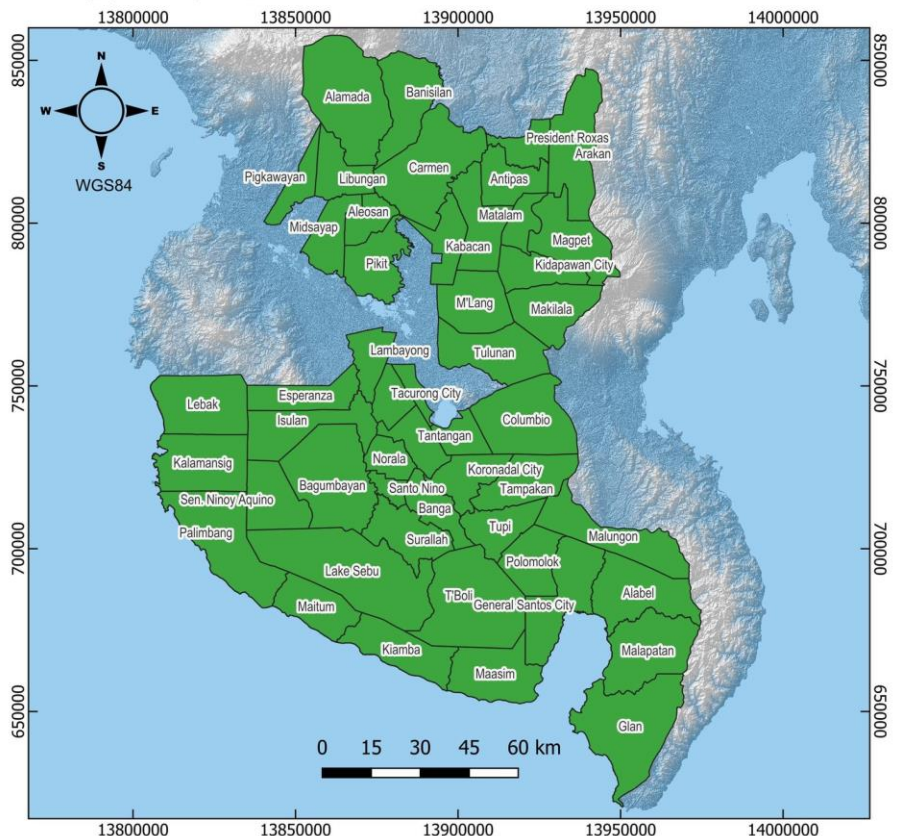 13800000 13850000 13900000 13950000 14000000
850000
850000
N
W E
S
WGS84
Alamada
Banisilan
President Roxas
Arakan
Pigkawayan
Libungan
Carmen
Antipas
Midsayap
Aleosan
Matalam
800000
800000
Kabacan
Magpet
Pikit
Kidapawan City
M'Lang
Makilala
Lambayong
Tulunan
750000
750000
Lebak
Esperanza
Tacurong City
Isulan
Columbio
Tantangan
Kalamansig
Norala
Koronadal City
Bagumbayan
Santo Nino
Tampakan
Sen. Ninoy Aquino
Banga
Palimbang
Surallah
Tupi
Malungon
700000
700000
Lake Sebu
Polomolok
T'Boli
Alabel
Maitum
General Santos City
Kiamba
Malapatan
Maasim
650000
650000
Glan
0 15 30 45 60 km
13800000 13850000 13900000 13950000 14000000